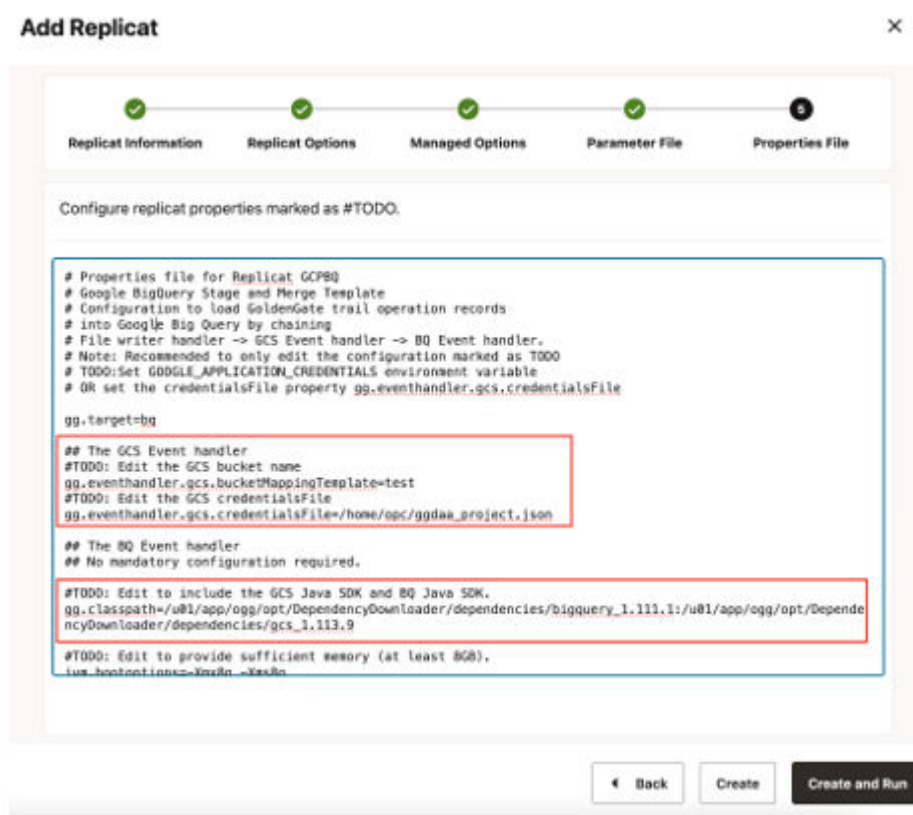 Add Replicat
×
5
Replicat Information
Replicat Options
Managed Options
Parameter File
Properties File
Configure replicat properties marked as #TODO.
# Properties file for Replicat GCPBQ
# Google BigQuery Stage and Merge Template
# Configuration to load GoldenGate trail operation records
# into Google Big Query by chaining
# File writer handler -> GCS Event handler -> BQ Event handler.
# Note: Recommended to only edit the configuration marked as TODO
# TODO:Set GOOGLE_APPLICATION_CREDENTIALS environment variable
# OR set the credentialsFile property gg.eventhandler.gcs.credentialsFile
gg.target=bq
## The GCS Event handler
#TODO: Edit the GCS bucket name
gg.eventhandler.gcs.bucketMappingTemplate=test
#TODO: Edit the GCS credentialsFile
gg.eventhandler.gcs.credentialsFile=/home/opc/ggdaa_project.json
## The BQ Event handler
## No mandatory configuration required.
#TODO: Edit to include the GCS Java SDK and BQ Java SDK.
gg.classpath=/u01/app/ogg/opt/DependencyDownloader/dependencies/bigquery_1.111.1:/u01/app/ogg/opt/Depende
ncyDownloader/dependencies/gcs_1.113.9
#TODO: Edit to provide sufficient memory (at least 8GB).
jvm.bootoptions=-Xmx8g -Xms8g
Back
Create
Create and Run